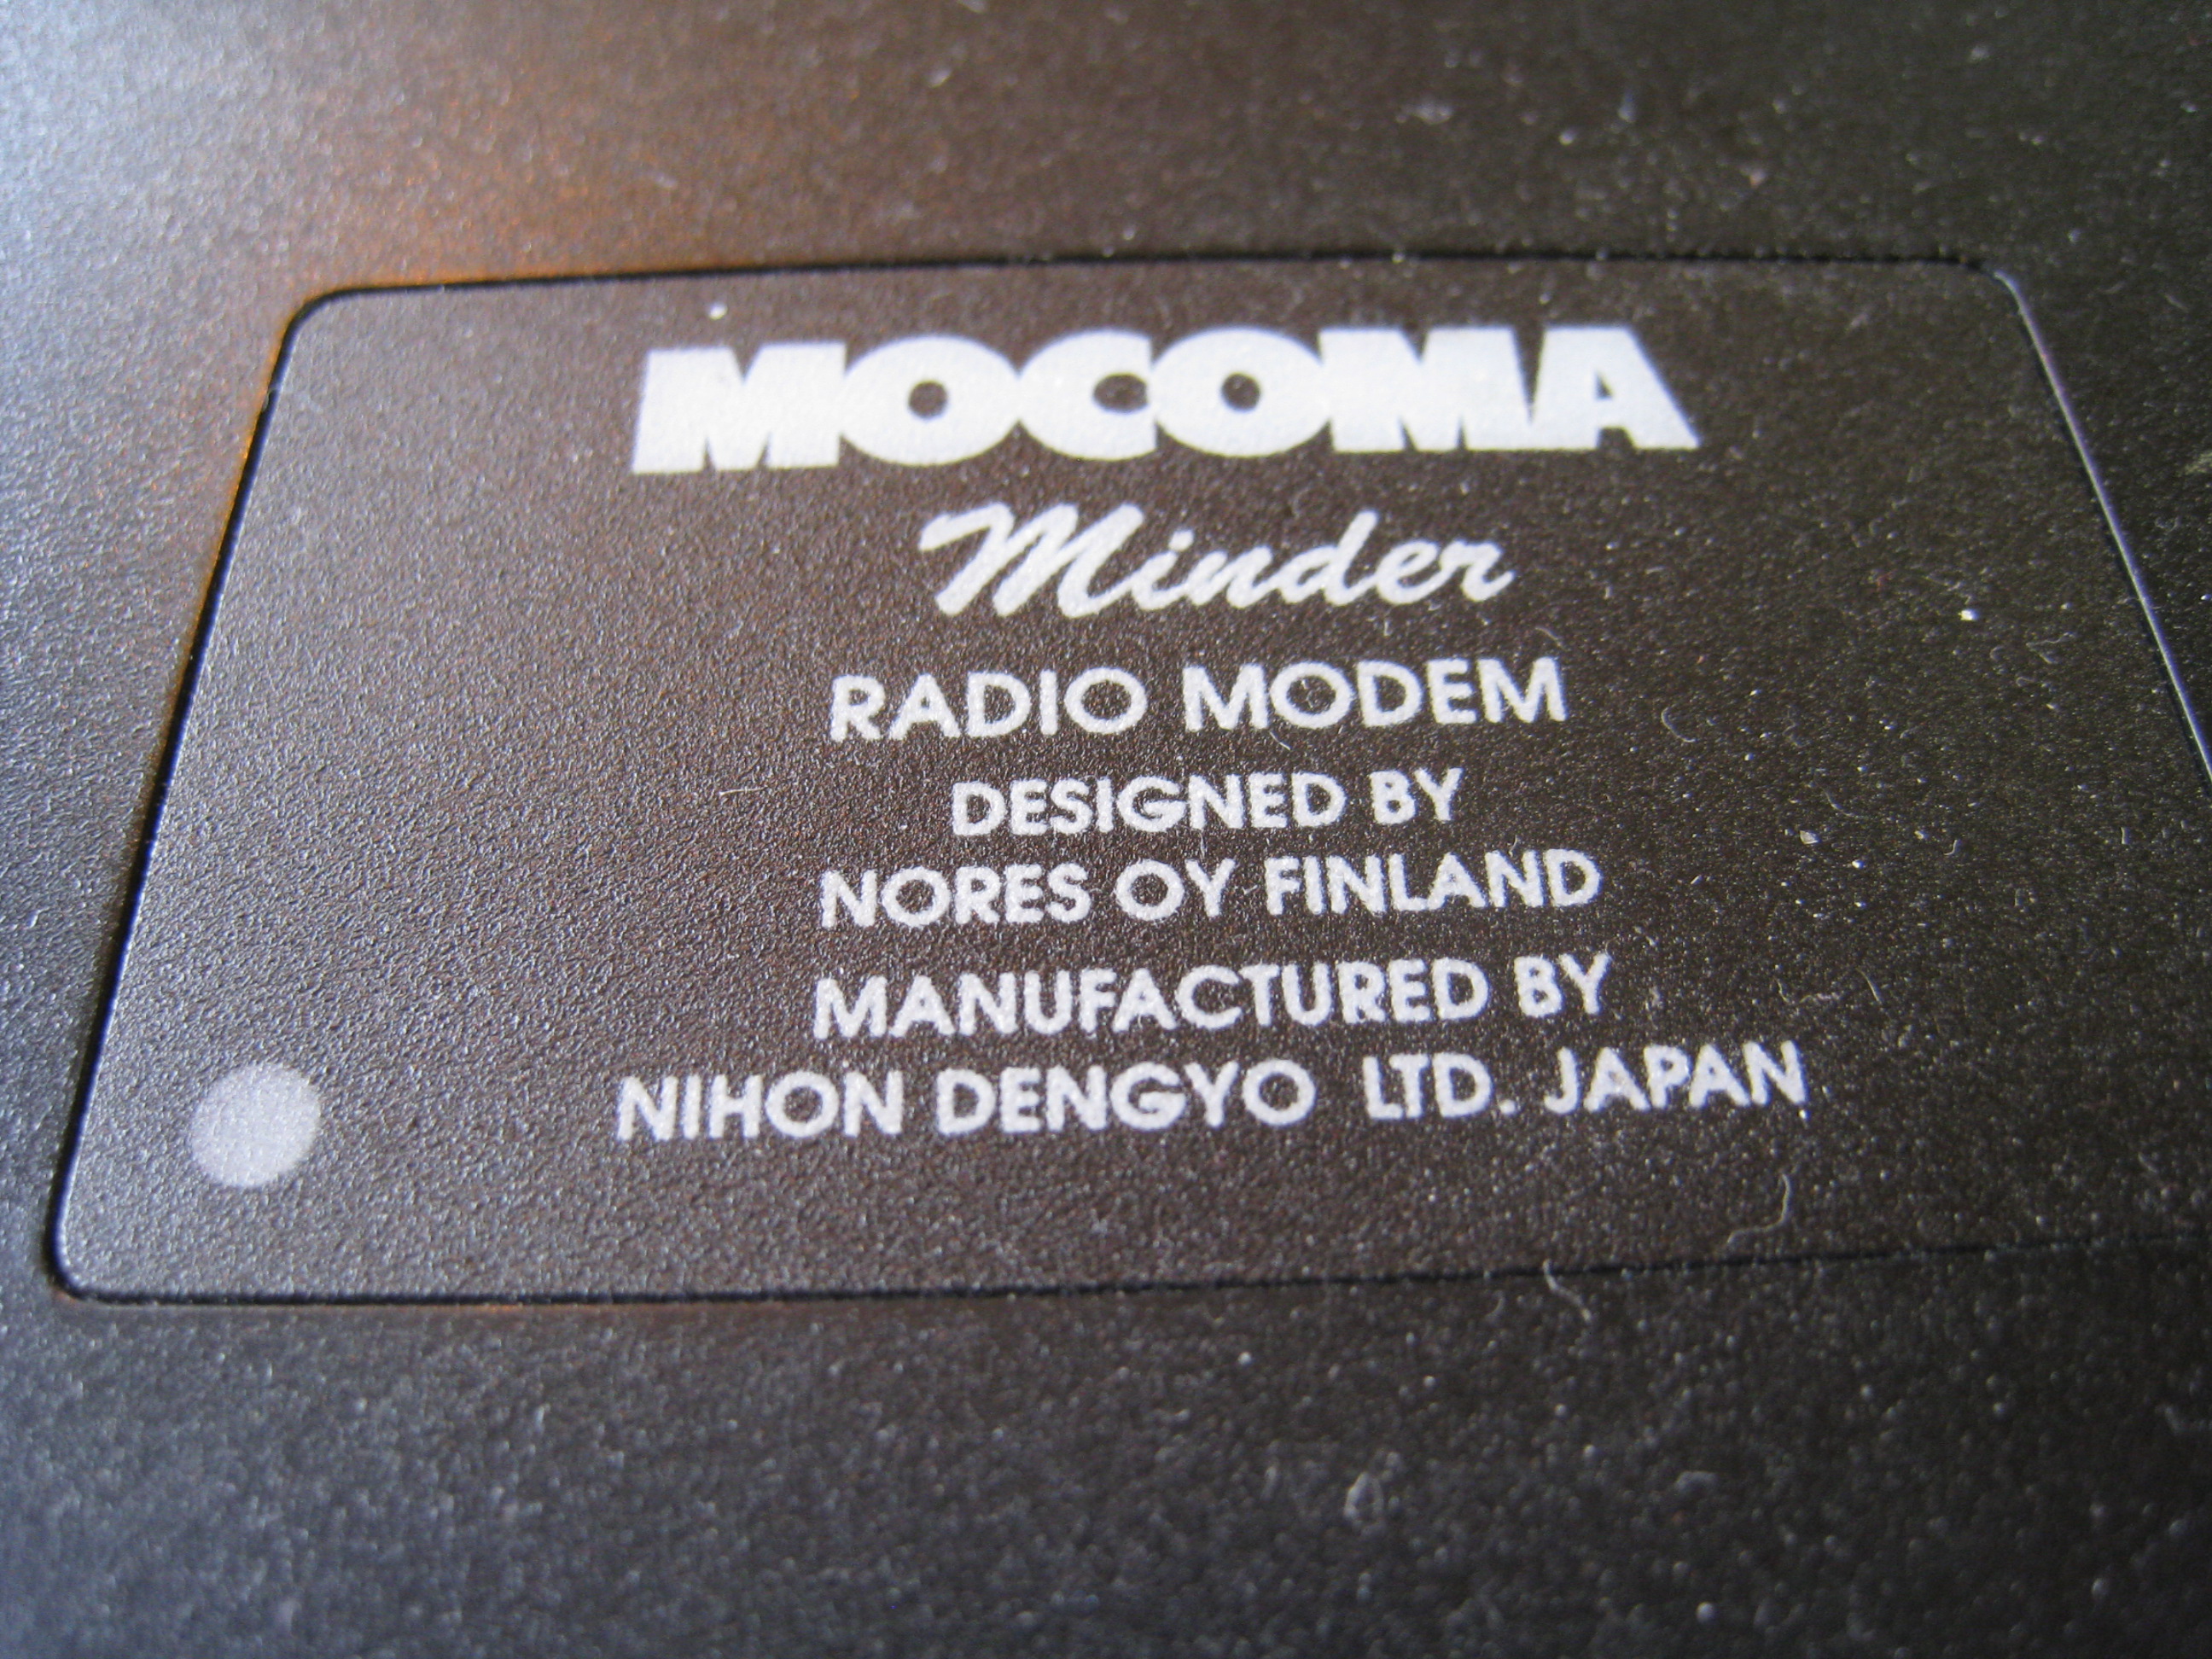 MOCOMA
Minder
RADIO MODEM
DESIGNED BY
NORES OY FINLAND
MANUFACTURED BY
NIHON DENGYO LTD. JAPAN